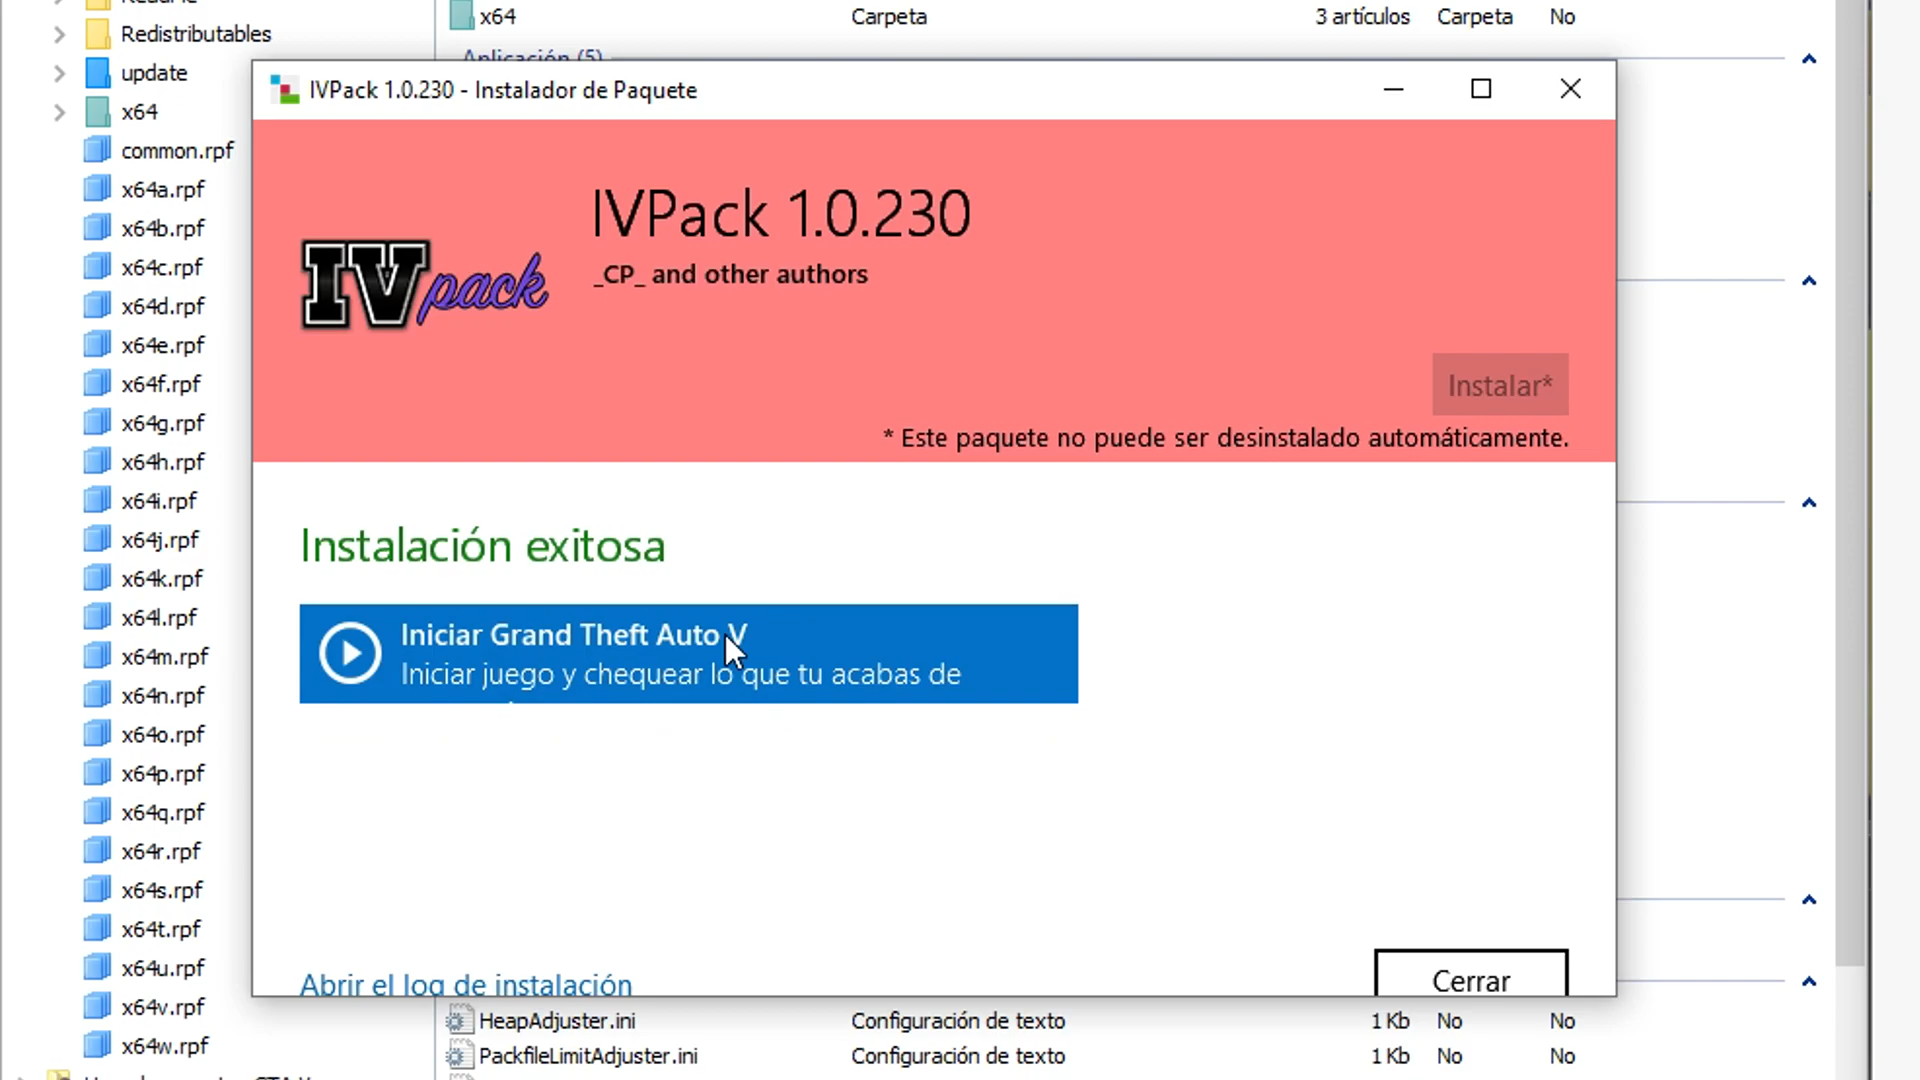 Redistributables
update
x64
common.rpf
x64a.rpf
x64b.rpf
x64c.rpf
x64d.rpf
x64e.rpf
x64f.rpf
x64g.rpf
x64h.rpf
x64i.rpf
x64j.rpf
x64k.rpf
x64l.rpf
x64m.rpf
x64n.rpf
x64o.rpf
x64p.rpf
x64q.rpf
x64r.rpf
x64s.rpf
x64t.rpf
x64u.rpf
x64v.rpf
x64w.rpf
x64 Carpeta 3 artículos Carpeta No
Aplicación (5)
IVPack 1.0.230 - Instalador de Paquete
IV pack
IVPack 1.0.230
_CP_ and other authors
Instalar*
* Este paquete no puede ser desinstalado automáticamente.
Instalación exitosa
Iniciar Grand Theft Auto V
Iniciar juego y chequear lo que tu acabas de
Abrir el log de instalación
Cerrar
HeapAdjuster.ini Configuración de texto 1 Kb No No
PackfileLimitAdjuster.ini Configuración de texto 1 Kb No No